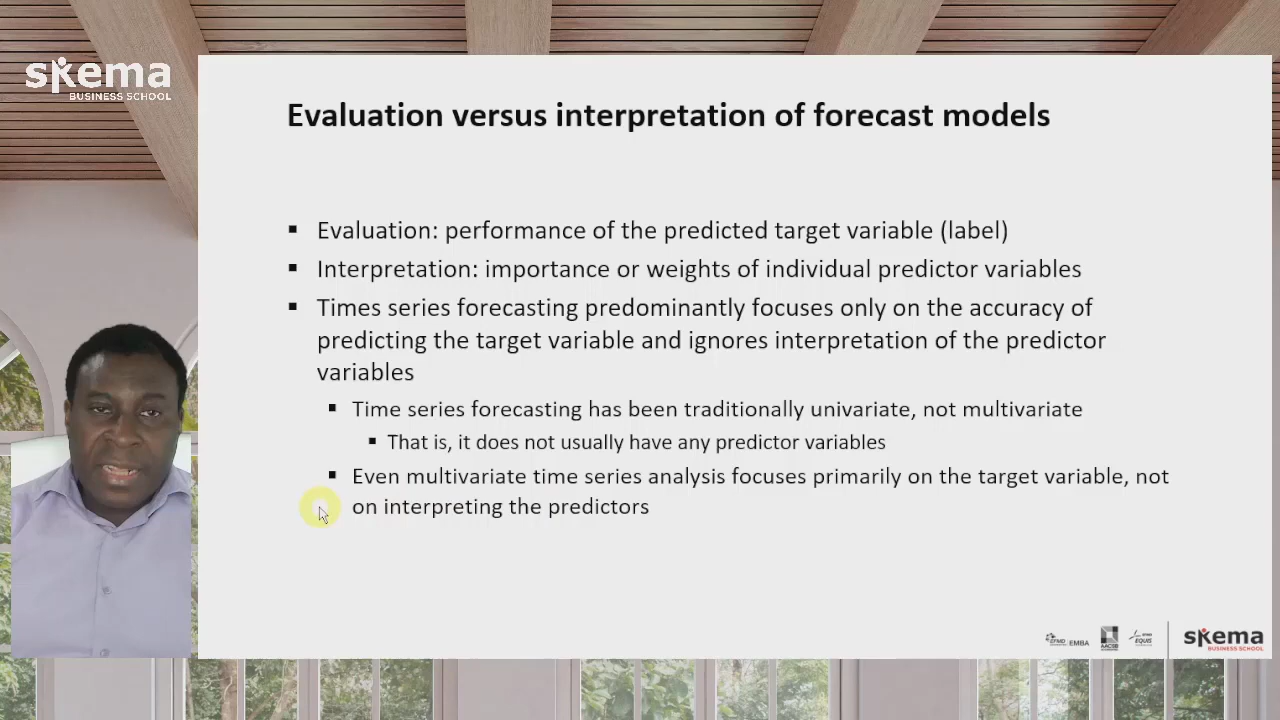 skema
BUSINESS SCHOOL
Evaluation versus interpretation of forecast models
▪ Evaluation: performance of the predicted target variable (label)
▪ Interpretation: importance or weights of individual predictor variables
▪ Times series forecasting predominantly focuses only on the accuracy of
predicting the target variable and ignores interpretation of the predictor
variables
▪ Time series forecasting has been traditionally univariate, not multivariate
▪ That is, it does not usually have any predictor variables
▪ Even multivariate time series analysis focuses primarily on the target variable, not
on interpreting the predictors
EFMD
EMBA
AACSB
EQUIS
skema
BUSINESS SCHOOL